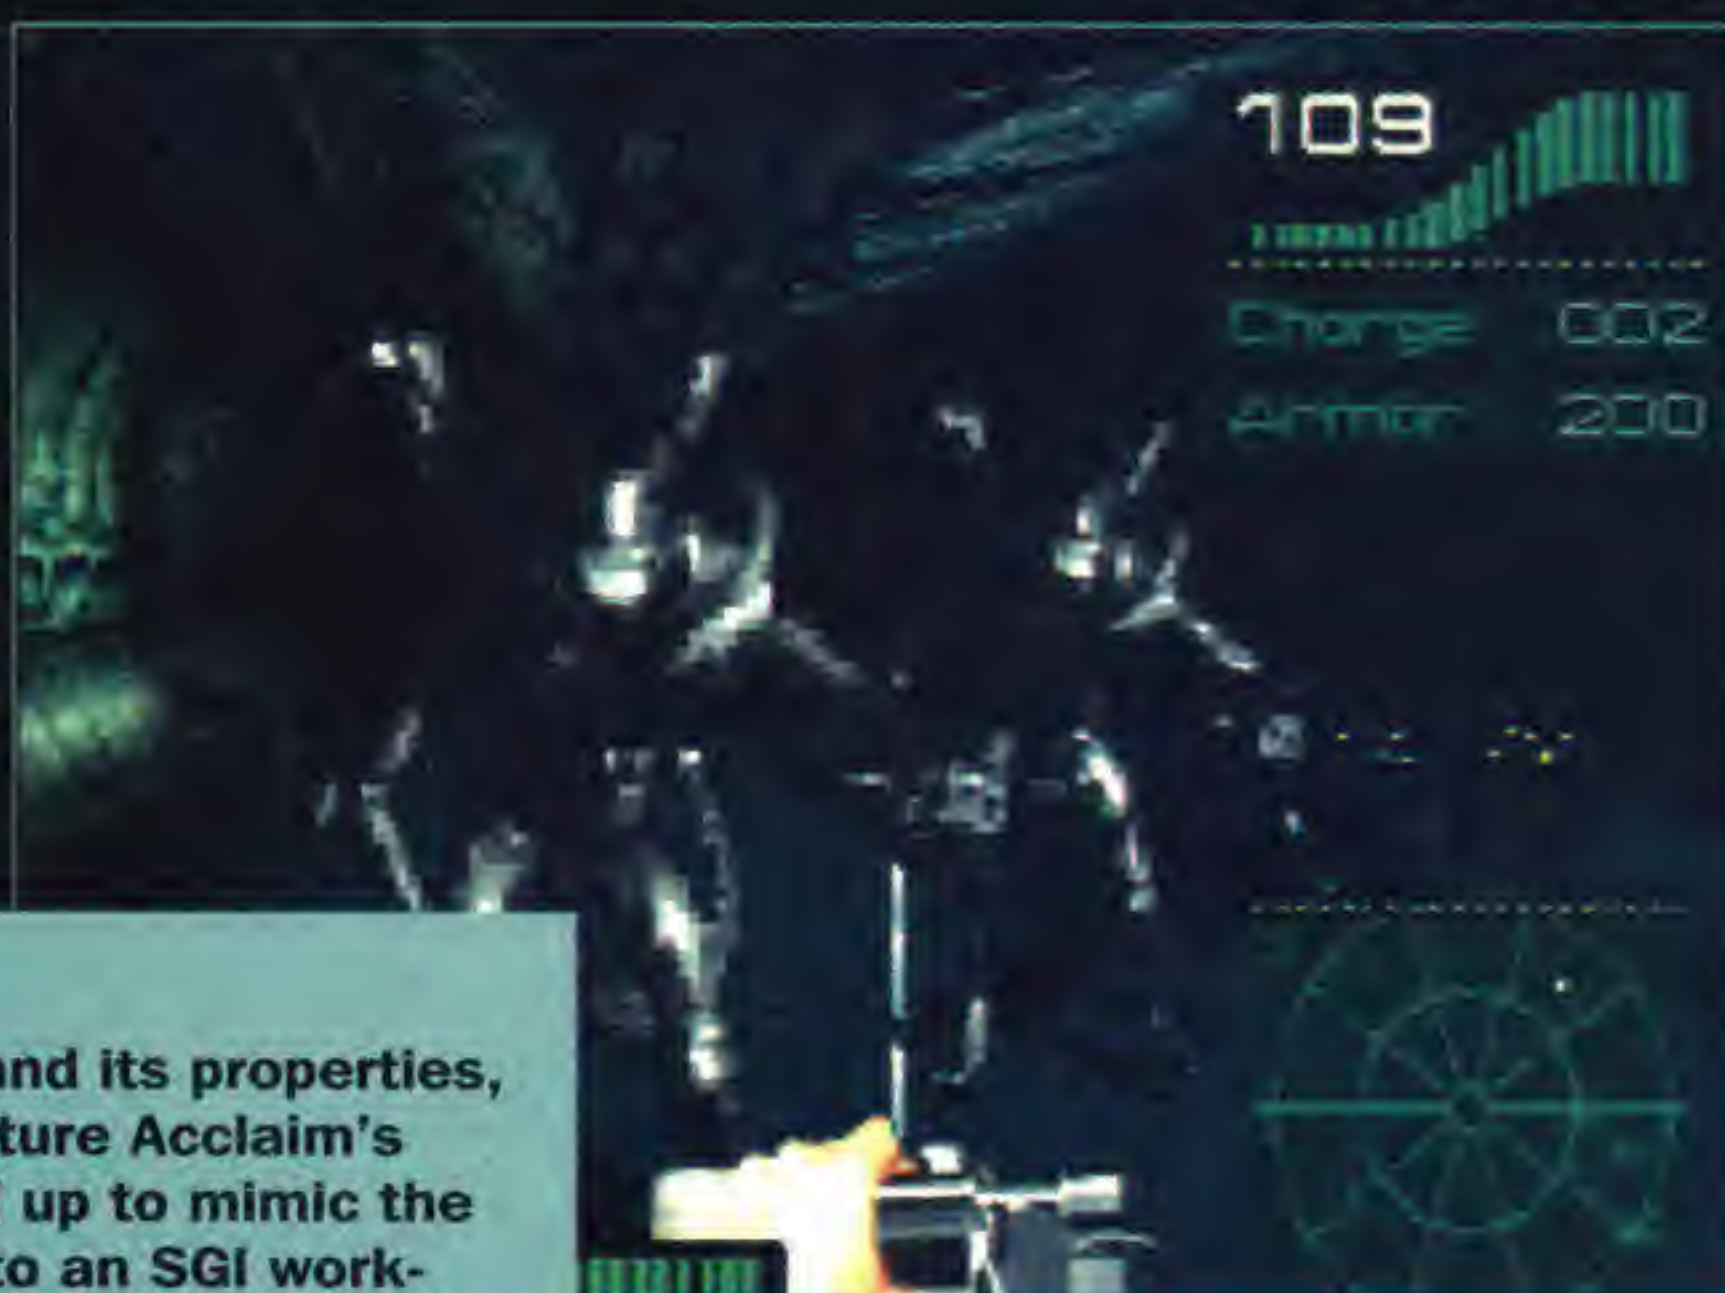 109
Charge 002
Armor 200
and its properties,
ture Acclaim's
up to mimic the
to an SGI work-